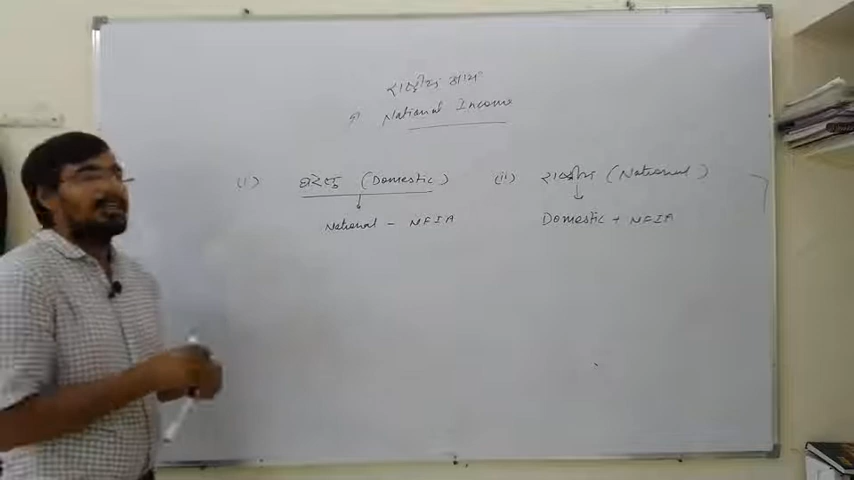 રાષ્ટ્રીય આવક
National Income
(i) ઘરેલુ (Domestic)
(ii) રાષ્ટ્રીય (National)
National - NFIA
Domestic + NFIA